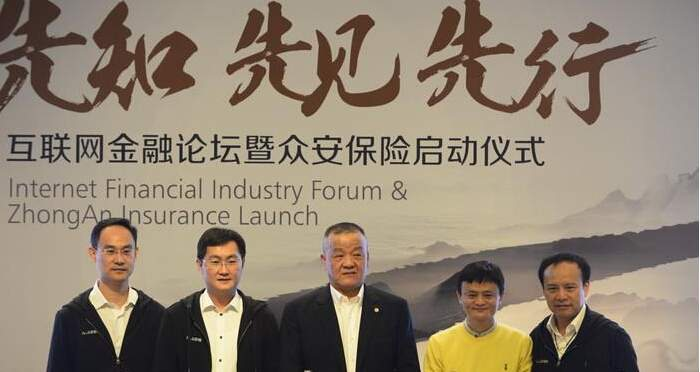 先知 先见 先行
互联网金融论坛暨众安保险启动仪式
Internet Financial Industry Forum &
ZhongAn Insurance Launch